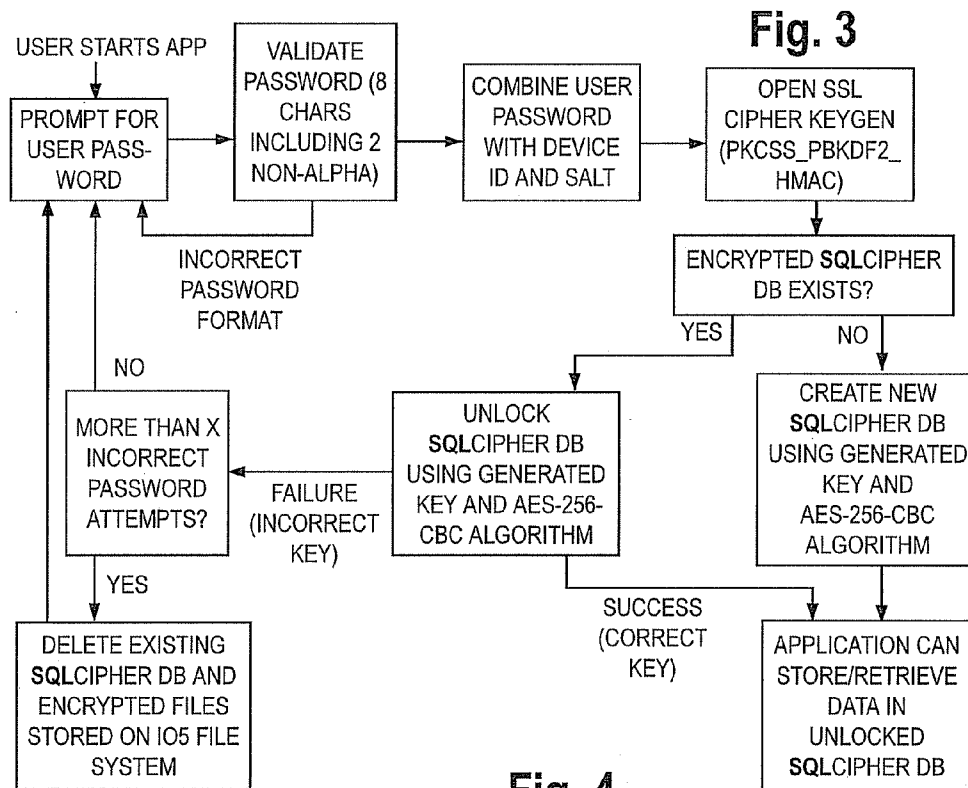 Fig. 3
USER STARTS APP
PROMPT FOR
USER PASS-
WORD
VALIDATE
PASSWORD (8
CHARS
INCLUDING 2
NON-ALPHA)
INCORRECT
PASSWORD
FORMAT
COMBINE USER
PASSWORD
WITH DEVICE
ID AND SALT
OPEN SSL
CIPHER KEYGEN
(PKCSS_PBKDF2_
HMAC)
ENCRYPTED SQLCIPHER
DB EXISTS?
YES
NO
UNLOCK
SQLCIPHER DB
USING GENERATED
KEY AND AES-256-
CBC ALGORITHM
CREATE NEW
SQLCIPHER DB
USING GENERATED
KEY AND
AES-256-CBC
ALGORITHM
FAILURE
(INCORRECT
KEY)
NO
MORE THAN X
INCORRECT
PASSWORD
ATTEMPTS?
YES
SUCCESS
(CORRECT
KEY)
DELETE EXISTING
SQLCIPHER DB AND
ENCRYPTED FILES
STORED ON IO5 FILE
SYSTEM
APPLICATION CAN
STORE/RETRIEVE
DATA IN
UNLOCKED
SQLCIPHER DB
Fig. 4